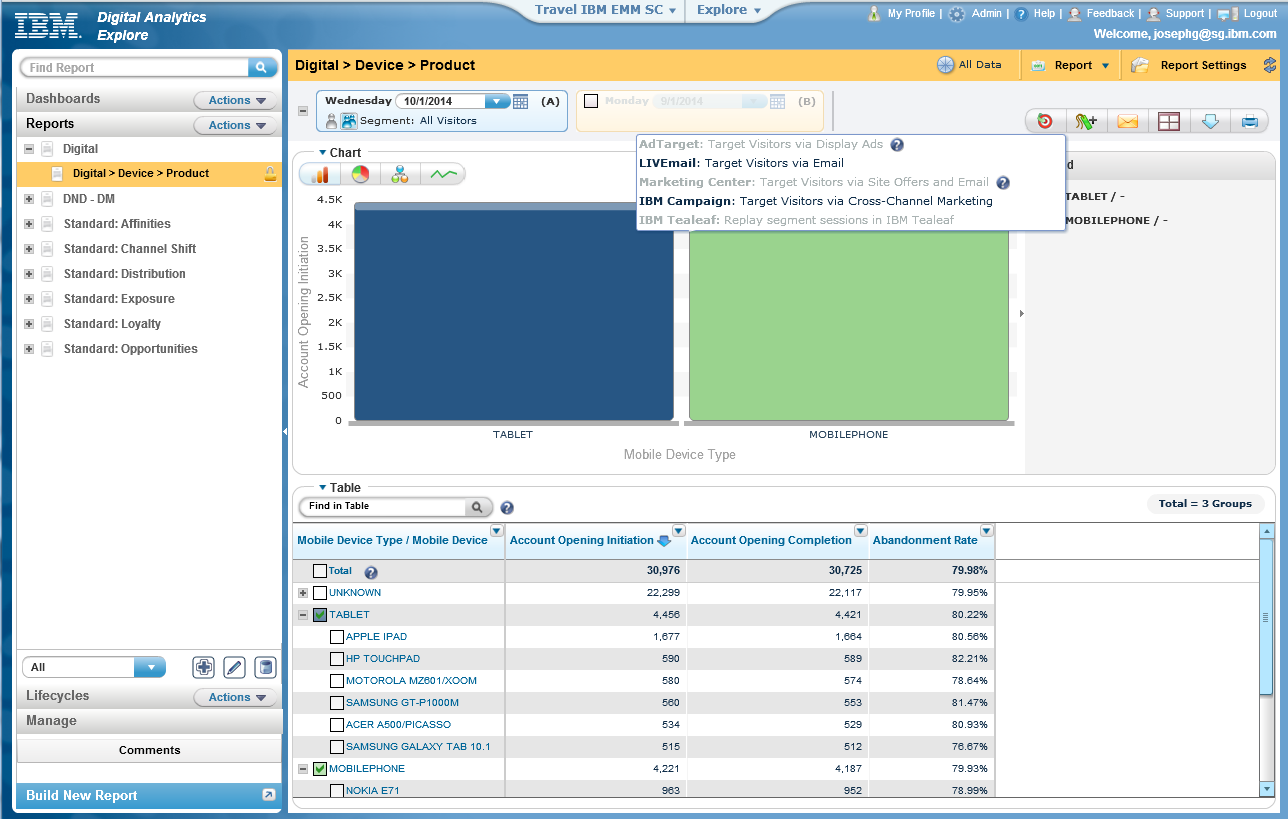 IBM.
Digital Analytics
Explore
Travel IBM EMM SC
Explore
My Profile | Admin | Help | Feedback | Support | Logout
Welcome, josephg@sg.ibm.com
Find Report
Dashboards
Actions
Reports
Actions
Digital
Digital > Device > Product
DND - DM
Standard: Affinities
Standard: Channel Shift
Standard: Distribution
Standard: Exposure
Standard: Loyalty
Standard: Opportunities
All
Lifecycles
Actions
Manage
Comments
Build New Report
Digital > Device > Product
All Data
Report
Report Settings
Wednesday 10/1/2014 (A)
Segment: All Visitors
Monday 9/1/2014 (B)
AdTarget: Target Visitors via Display Ads
LIVEmail: Target Visitors via Email
Marketing Center: Target Visitors via Site Offers and Email
IBM Campaign: Target Visitors via Cross-Channel Marketing
IBM Tealeaf: Replay segment sessions in IBM Tealeaf
Chart
4.5K
4K
3.5K
3K
2.5K
2K
1.5K
1K
500
0
Account Opening Initiation
TABLET
MOBILEPHONE
Mobile Device Type
d
TABLET / -
MOBILEPHONE / -
Table
Find in Table
Total = 3 Groups
Mobile Device Type / Mobile Device Account Opening Initiation Account Opening Completion Abandonment Rate
Total 30,976 30,725 79.98%
UNKNOWN 22,299 22,117 79.95%
TABLET 4,456 4,421 80.22%
APPLE IPAD 1,677 1,664 80.56%
HP TOUCHPAD 590 589 82.21%
MOTOROLA MZ601/XOOM 580 574 78.64%
SAMSUNG GT-P1000M 560 553 81.47%
ACER A500/PICASSO 534 529 80.93%
SAMSUNG GALAXY TAB 10.1 515 512 76.67%
MOBILEPHONE 4,221 4,187 79.93%
NOKIA E71 963 952 78.99%